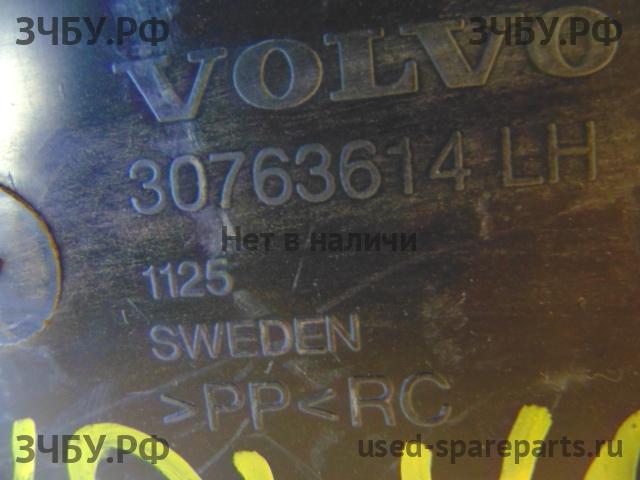 ЗЧБУ.РФ
ЗЧБУ.РФ
VOLVO
30763614 LH
Нет в наличи
1125
SWEDEN
>PP<RC
ЗЧБУ.РФ
used-spareparts.ru